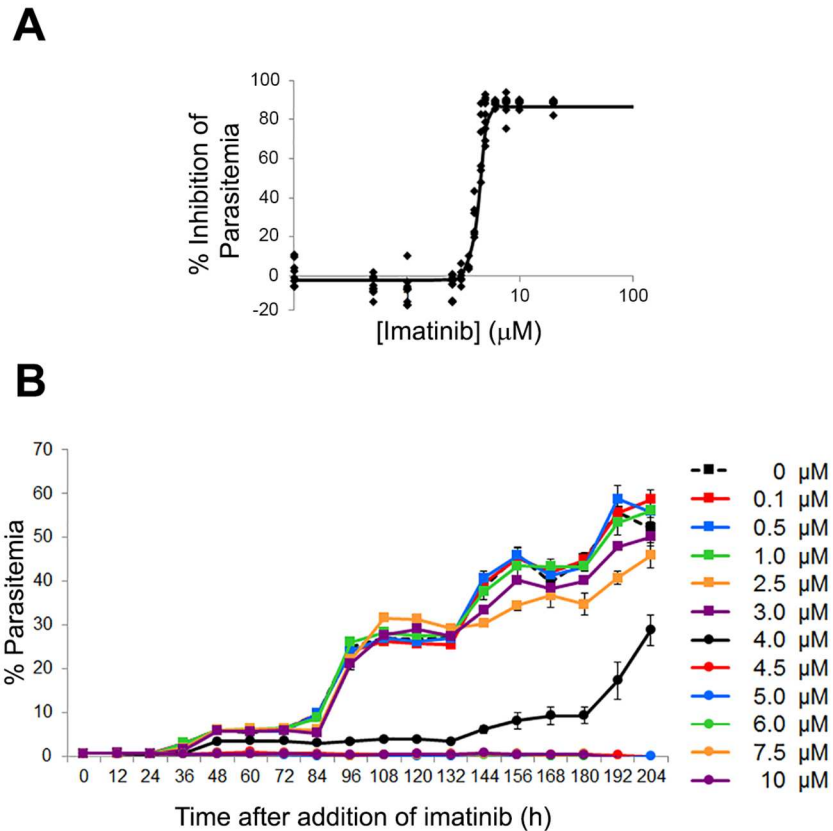 A
% Inhibition of
Parasitemia
100
80
60
40
20
0
-20
10
100
[Imatinib] (µM)
B
% Parasitemia
70
60
50
40
30
20
10
0
0 12 24 36 48 60 72 84 96 108 120 132 144 156 168 180 192 204
Time after addition of imatinib (h)
0 µM
0.1 µM
0.5 µM
1.0 µM
2.5 µM
3.0 µM
4.0 µM
4.5 µM
5.0 µM
6.0 µM
7.5 µM
10 µM